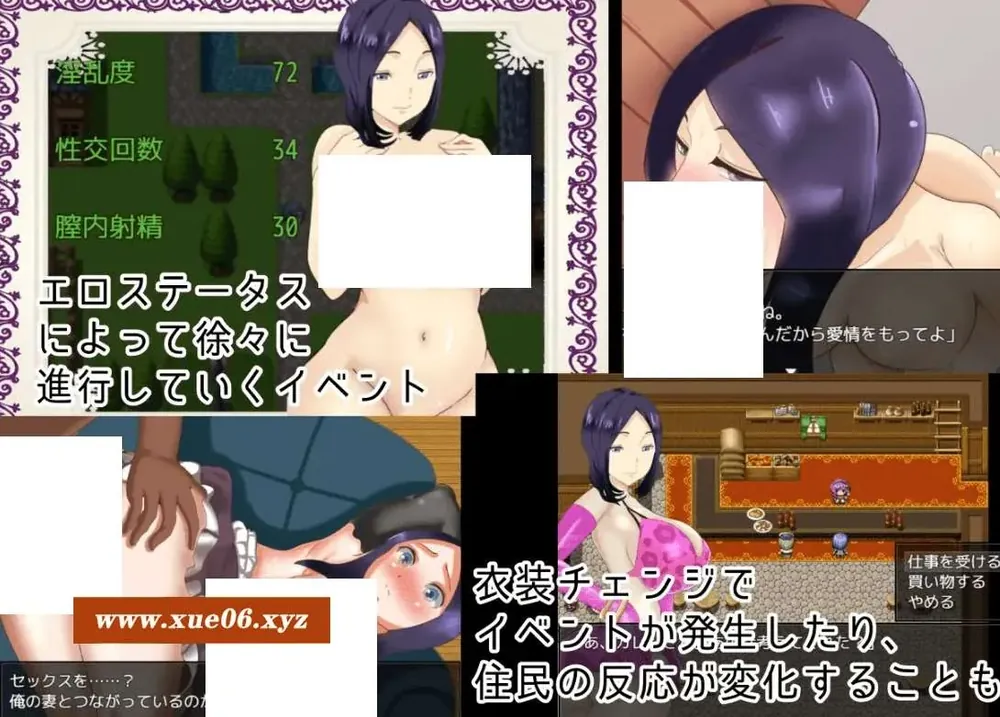 淫乱度 72
性交回数 34
膣内射精 30
エロステータス
によって徐々に
進行していくイベント
ね。
んだから愛情をもってよ」
www.xue06.xyz
セックスを……？
俺の妻とつながっているのか
仕事を受ける
買い物する
やめる
衣装チェンジで
イベントが発生したり、
住民の反応が変化することも